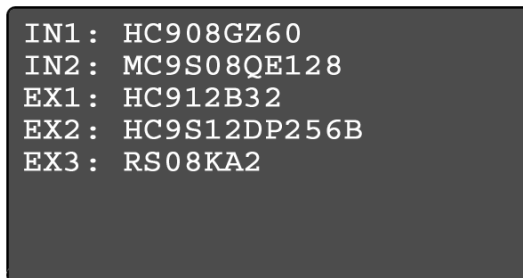 IN1: HC908GZ60
IN2: MC9S08QE128
EX1: HC912B32
EX2: HC9S12DP256B
EX3: RS08KA2